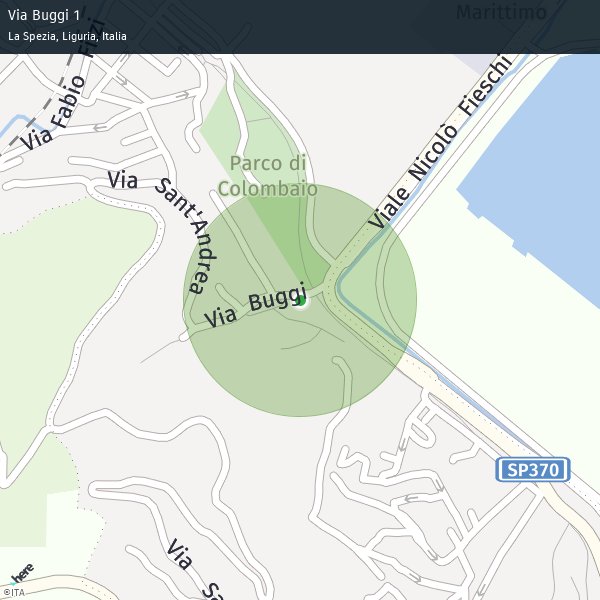 Via Buggi 1
La Spezia, Liguria, Italia
Marittimo
Via Fabio Filzi
Viale Nicolò Fieschi
Parco di
Colombaio
Via Sant'Andrea
Via Buggi
SP370
Via Sa
here
©ITA